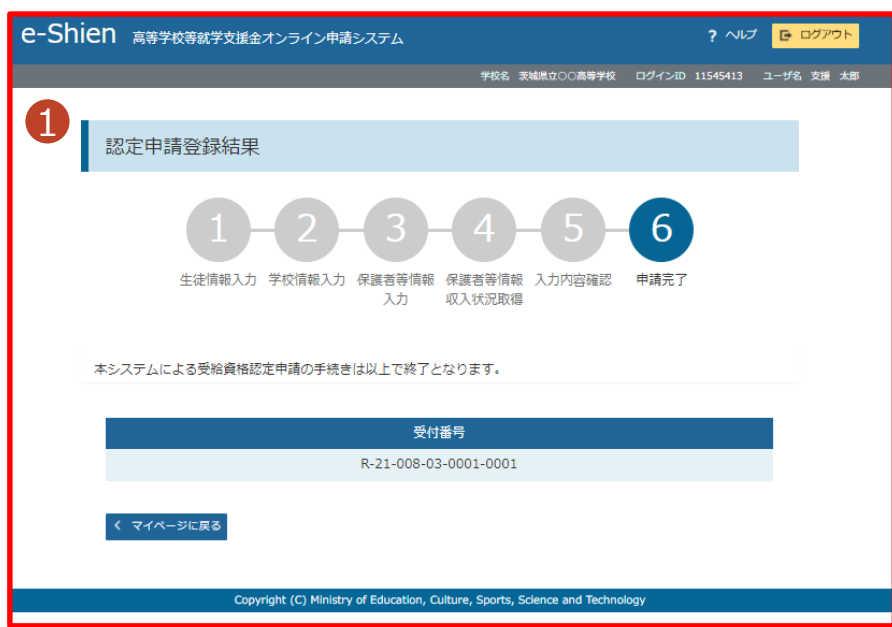 e-Shien 高等学校等就学支援金オンライン申請システム ? ヘルプ ログアウト
学校名 茨城県立〇〇高等学校 ログインID 11545413 ユーザ名 支援 太郎
1
認定申請登録結果
1 2 3 4 5 6
生徒情報入力 学校情報入力 保護者等情報 保護者等情報 入力内容確認 申請完了
入力 収入状況取得
本システムによる受給資格認定申請の手続きは以上で終了となります。
受付番号
R-21-008-03-0001-0001
マイページに戻る
Copyright (C) Ministry of Education, Culture, Sports, Science and Technology